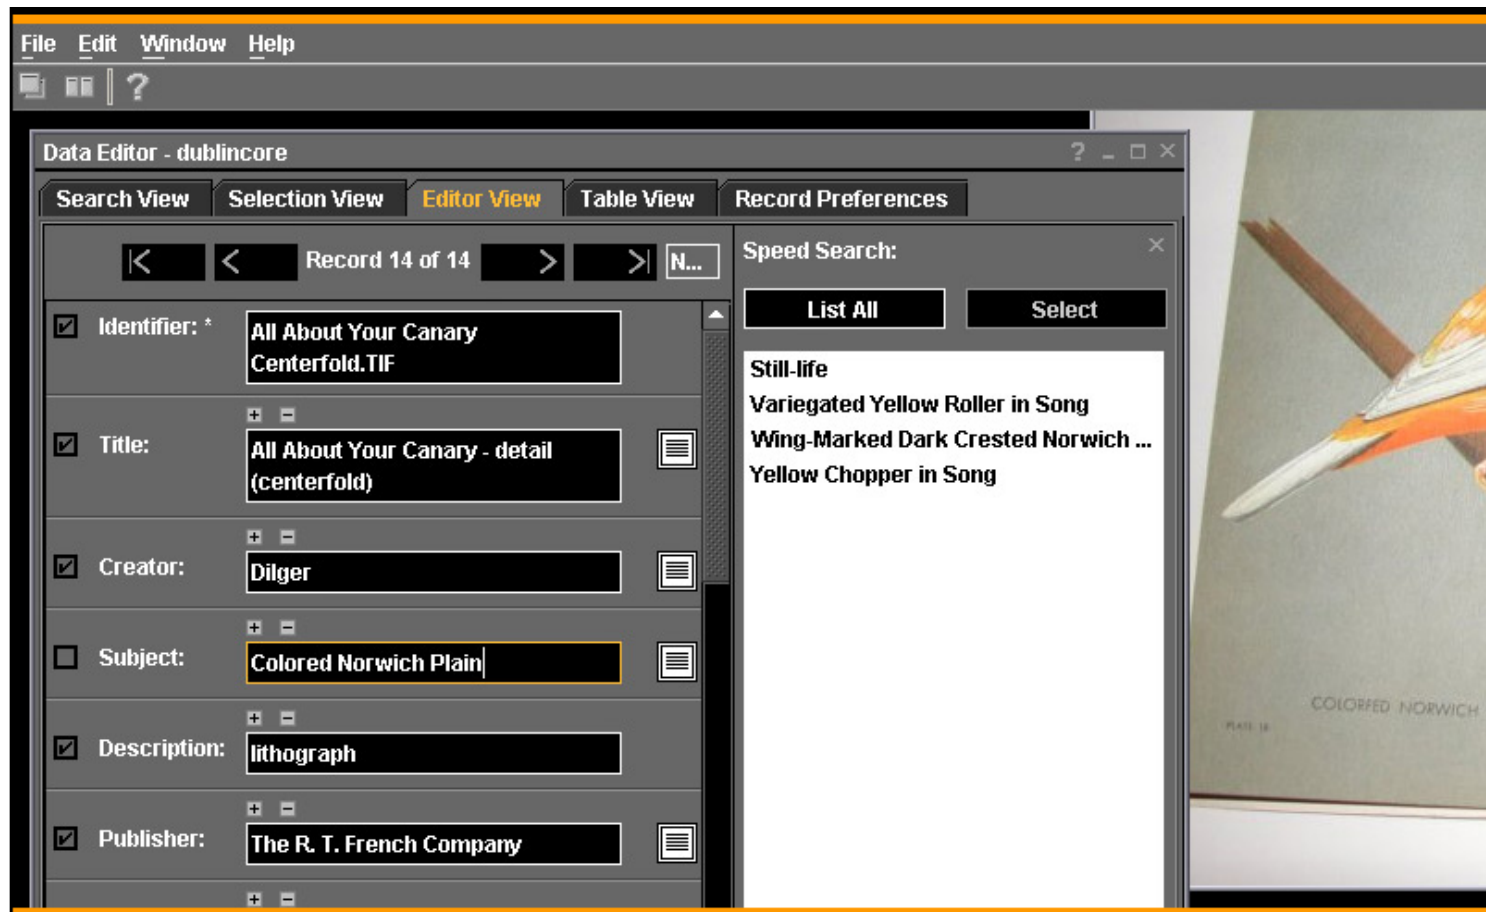 File Edit Window Help
?
Data Editor - dublincore
Search View Selection View Editor View Table View Record Preferences
Record 14 of 14 N...
Identifier: * All About Your Canary
Centerfold.TIF
Title: All About Your Canary - detail
(centerfold)
Creator: Dilger
Subject: Colored Norwich Plain
Description: lithograph
Publisher: The R. T. French Company
Speed Search:
List All Select
Still-life
Variegated Yellow Roller in Song
Wing-Marked Dark Crested Norwich ...
Yellow Chopper in Song
COLORFED NORWICH
PLATE 18